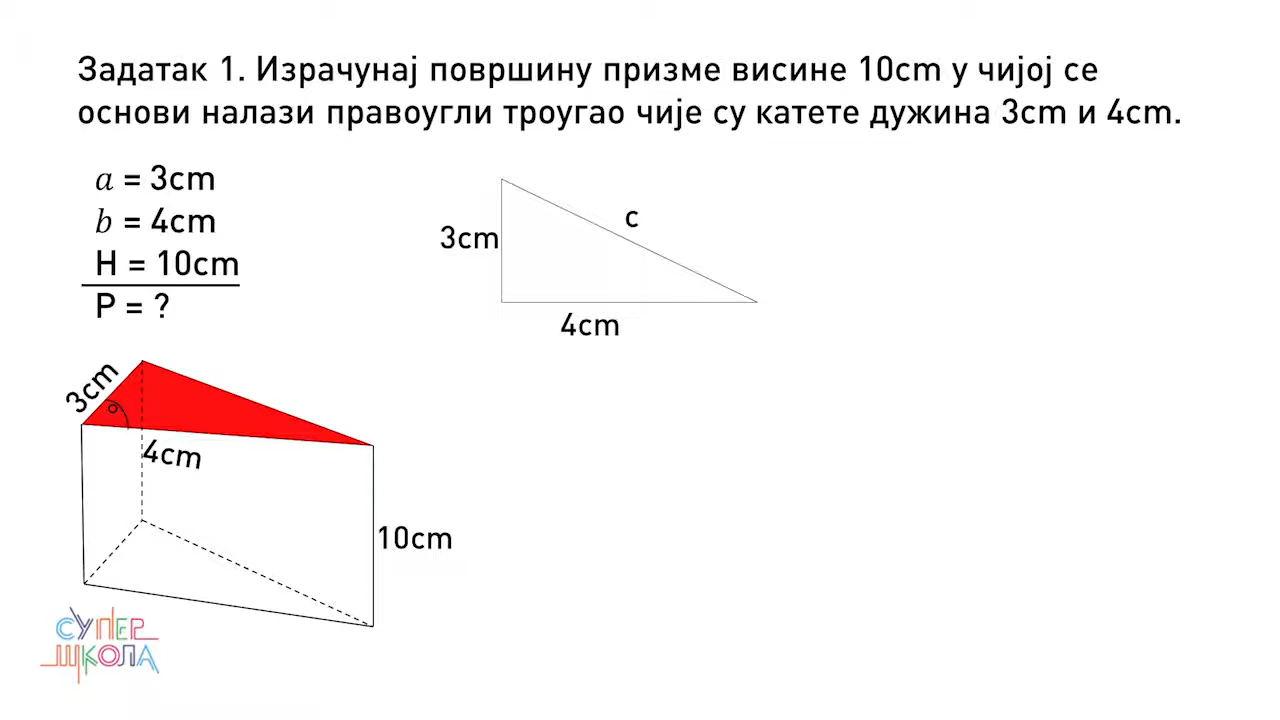 Задатак 1. Израчунај површину призме висине 10cm у чијој се
основи налази правоугли троугао чије су катете дужина 3cm и 4cm.
a = 3cm
b = 4cm
H = 10cm
P = ?
3cm
c
4cm
3cm
4cm
10cm
СУПЕР
ШКОЛА